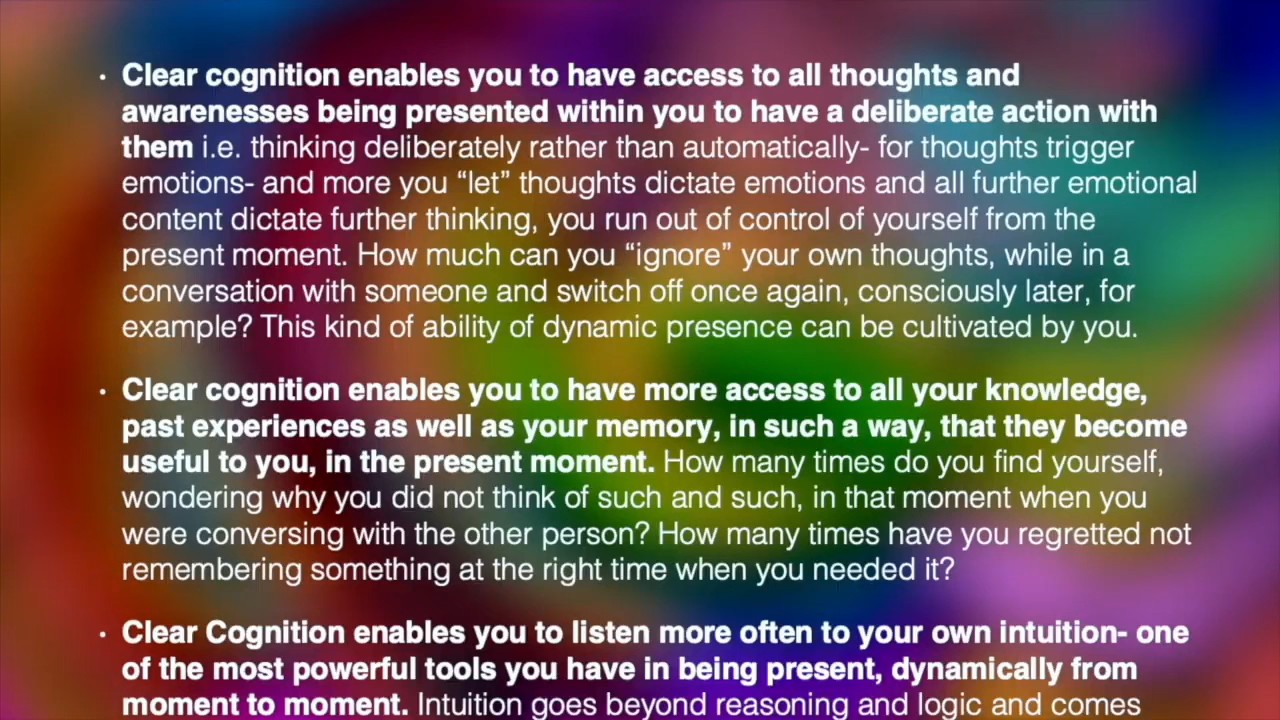 · Clear cognition enables you to have access to all thoughts and
awarenesses being presented within you to have a deliberate action with
them i.e. thinking deliberately rather than automatically- for thoughts trigger
emotions- and more you “let” thoughts dictate emotions and all further emotional
content dictate further thinking, you run out of control of yourself from the
present moment. How much can you “ignore” your own thoughts, while in a
conversation with someone and switch off once again, consciously later, for
example? This kind of ability of dynamic presence can be cultivated by you.
· Clear cognition enables you to have more access to all your knowledge,
past experiences as well as your memory, in such a way, that they become
useful to you, in the present moment. How many times do you find yourself,
wondering why you did not think of such and such, in that moment when you
were conversing with the other person? How many times have you regretted not
remembering something at the right time when you needed it?
· Clear Cognition enables you to listen more often to your own intuition- one
of the most powerful tools you have in being present, dynamically from
moment to moment. Intuition goes beyond reasoning and logic and comes